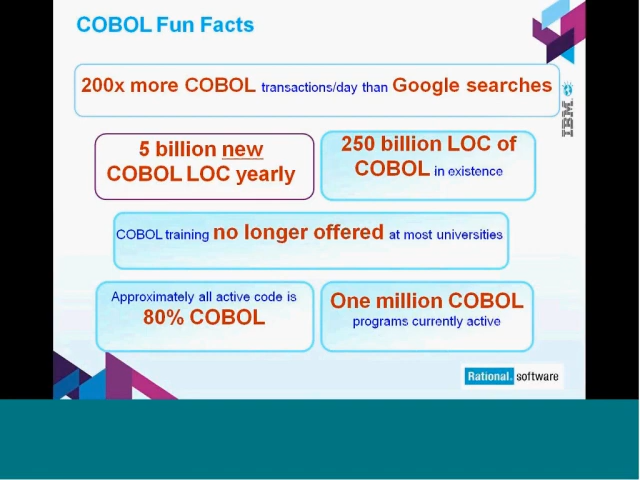 COBOL Fun Facts
200x more COBOL transactions/day than Google searches
IBM
5 billion new
COBOL LOC yearly
250 billion LOC of
COBOL in existence
COBOL training no longer offered at most universities
Approximately all active code is
80% COBOL
One million COBOL
programs currently active
Rational. software